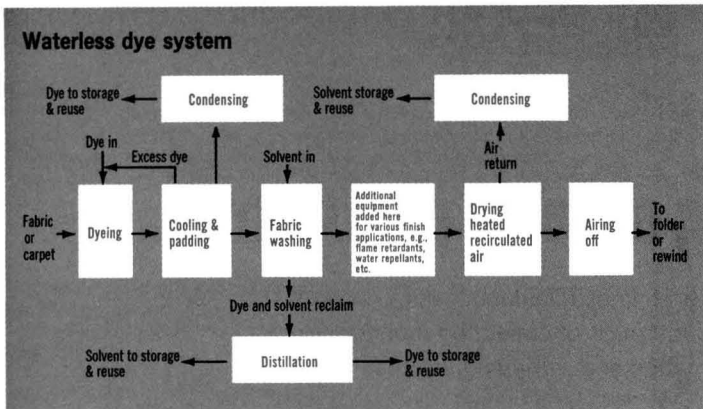 Waterless dye system
Dye to storage
& reuse
Condensing
Solvent storage
& reuse
Condensing
Dye in
Excess dye
Solvent in
Air
return
Fabric
or
carpet
Dyeing
Cooling &
padding
Fabric
washing
Additional
equipment
added here
for various finish
applications, e.g.,
flame retardants,
water repellants,
etc.
Drying
heated
recirculated
air
Airing
off
To
folder
or
rewind
Dye and solvent reclaim
Solvent to storage
& reuse
Distillation
Dye to storage
& reuse